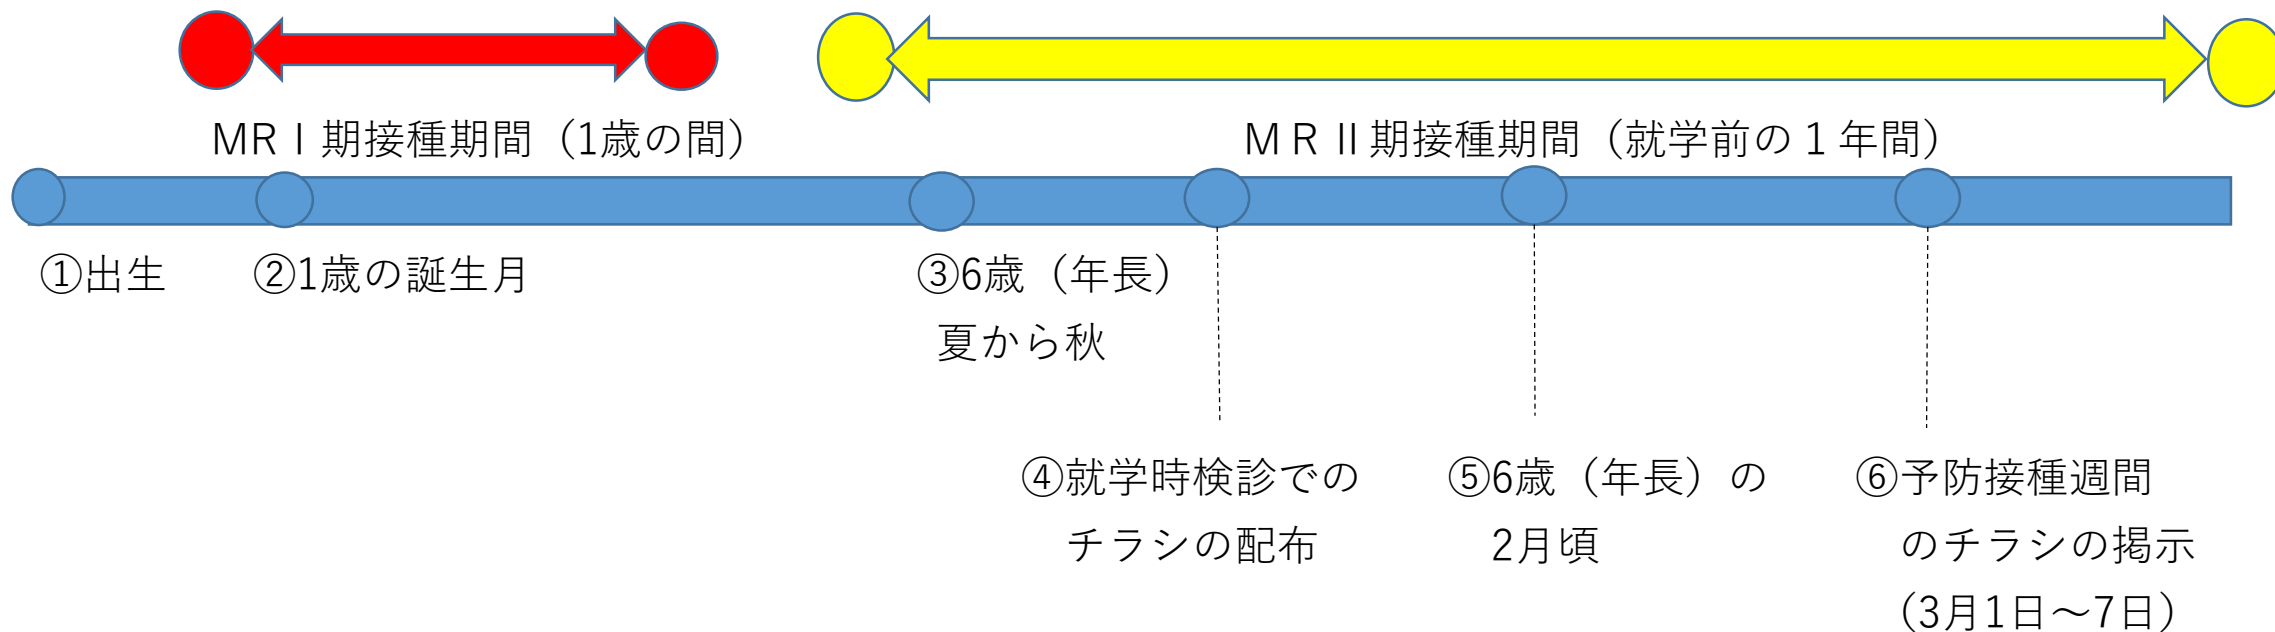 MRⅠ期接種期間（1歳の間）
ＭＲⅡ期接種期間（就学前の１年間）
①出生
②1歳の誕生月
③6歳（年長）
夏から秋
④就学時検診での
チラシの配布
⑤6歳（年長）の
2月頃
⑥予防接種週間
のチラシの掲示
（3月1日～7日）